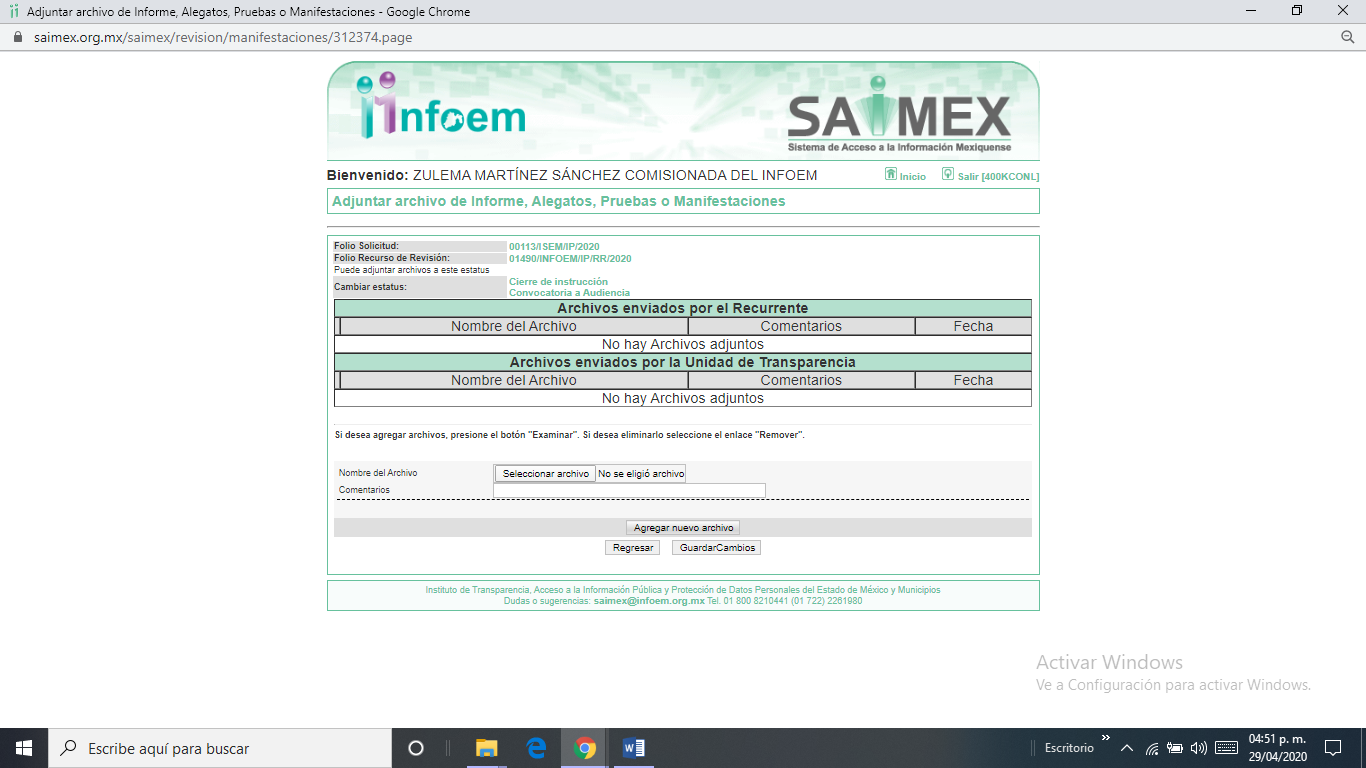 Adjuntar archivo de Informe, Alegatos, Pruebas o Manifestaciones - Google Chrome
saimex.org.mx/saimex/revision/manifestaciones/312374.page
infoem
SAIMEX
Sistema de Acceso a la Información Mexiquense
Bienvenido: ZULEMA MARTÍNEZ SÁNCHEZ COMISIONADA DEL INFOEM Inicio Salir [400KCONL]
Adjuntar archivo de Informe, Alegatos, Pruebas o Manifestaciones
Folio Solicitud: 00113/ISEM/IP/2020
Folio Recurso de Revisión: 01490/INFOEM/IP/RR/2020
Puede adjuntar archivos a este estatus
Cambiar estatus: Cierre de instrucción
Convocatoria a Audiencia
Archivos enviados por el Recurrente
Nombre del Archivo Comentarios Fecha
No hay Archivos adjuntos
Archivos enviados por la Unidad de Transparencia
Nombre del Archivo Comentarios Fecha
No hay Archivos adjuntos
Si desea agregar archivos, presione el botón "Examinar". Si desea eliminarlo seleccione el enlace "Remover".
Nombre del Archivo Seleccionar archivo No se eligió archivo
Comentarios
Agregar nuevo archivo
Regresar GuardarCambios
Instituto de Transparencia, Acceso a la Información Pública y Protección de Datos Personales del Estado de México y Municipios
Dudas o sugerencias: saimex@infoem.org.mx Tel. 01 800 8210441 (01 722) 2261980
Activar Windows
Ve a Configuración para activar Windows.
Escribe aquí para buscar
Escritorio
04:51 p. m.
29/04/2020